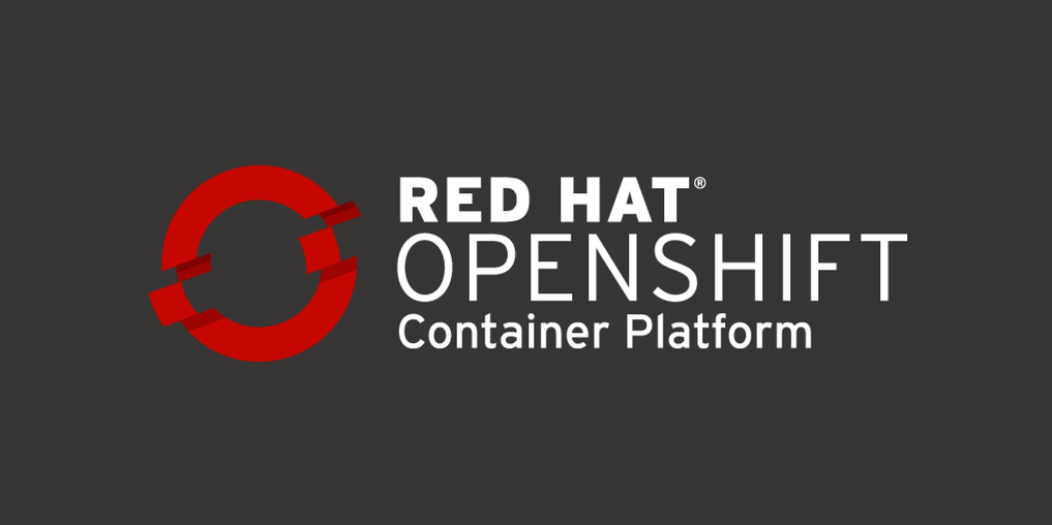 RED HAT®
OPENSHIFT
Container Platform